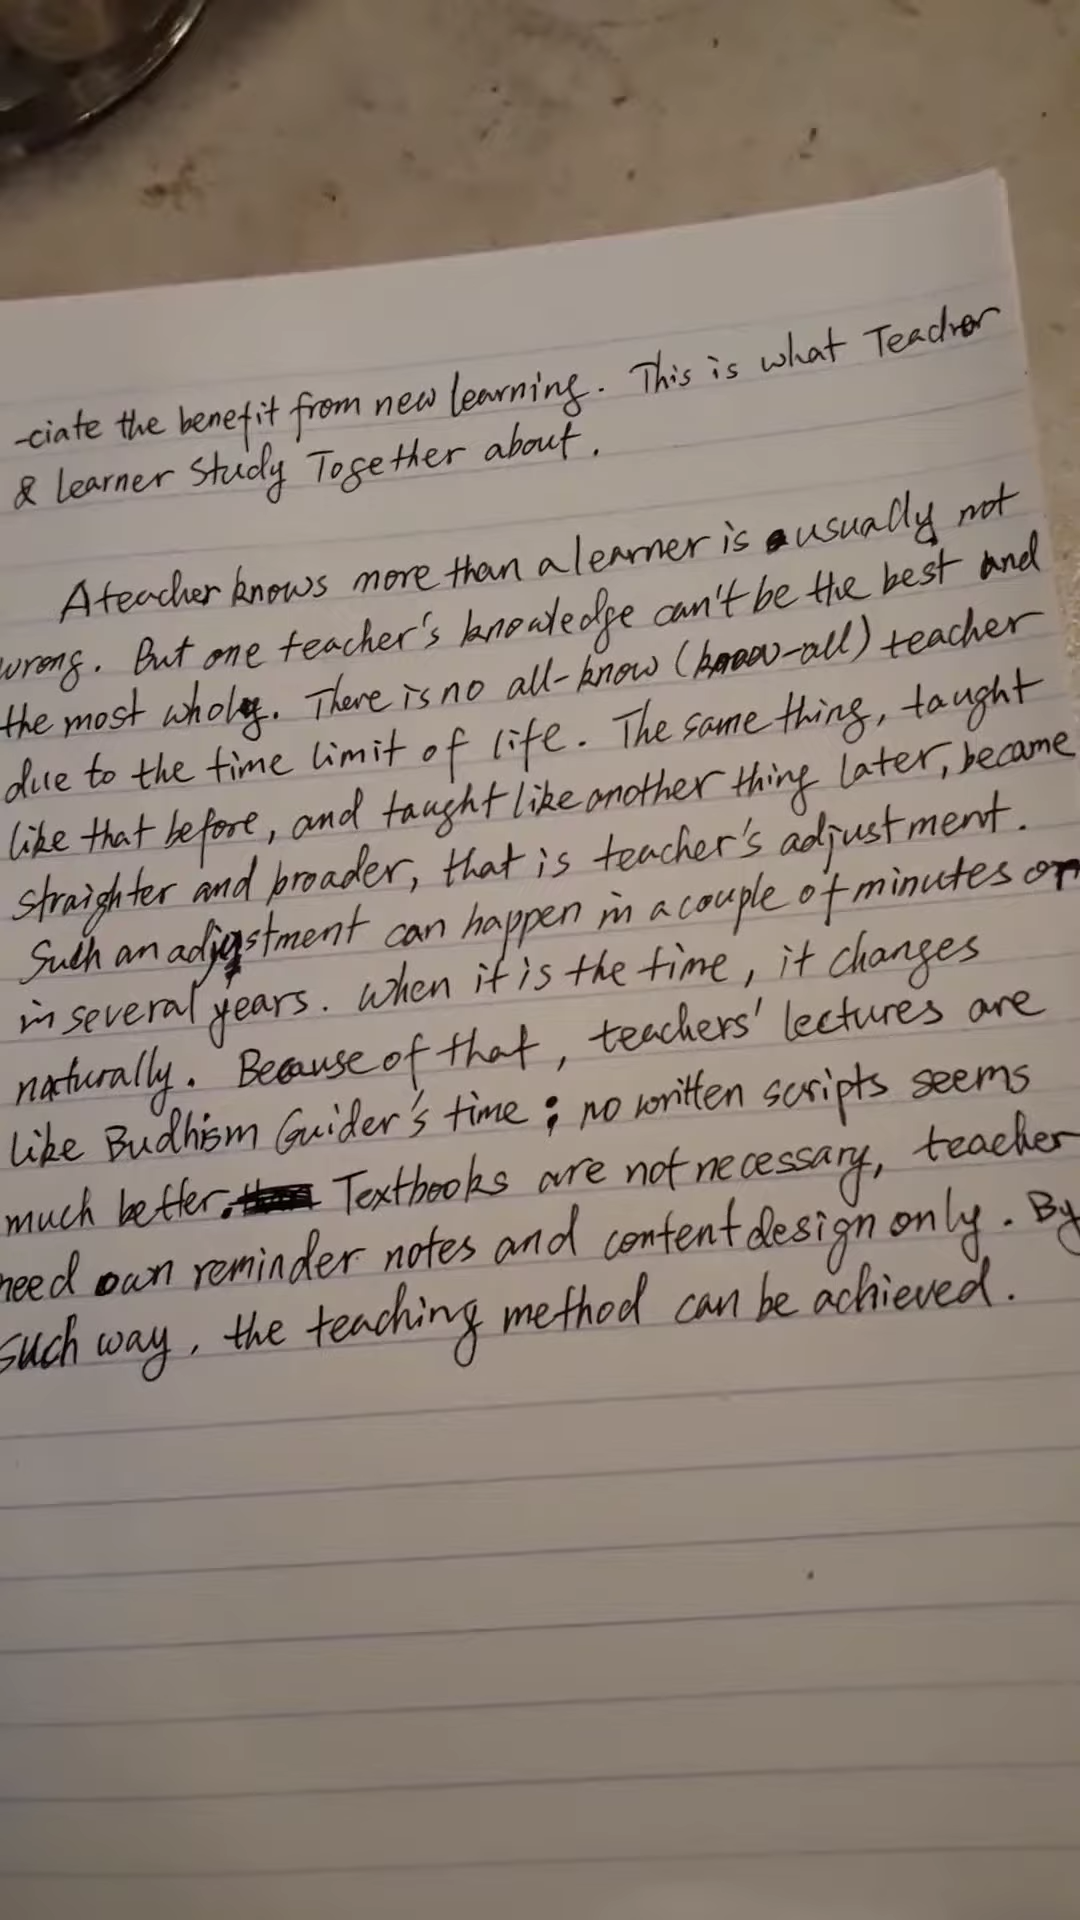 -ciate the benefit from new learning. This is what Teacher
& learner Study Together about.
A teacher knows more than a learner is usually not
wrong. But one teacher's knowledge can't be the best and
the most wholy. There is no all-know (know-all) teacher
due to the time limit of life. The same thing, taught
like that before, and taught like another thing later, became
straighter and broader, that is teacher's adjustment.
Such an adjustment can happen in a couple of minutes or
in several years. When it is the time, it changes
naturally. Because of that, teachers' lectures are
like Budhism Guider's time; no written scripts seems
much better. Textbooks are not necessary, teacher
need own reminder notes and content design only. By
such way, the teaching method can be achieved.